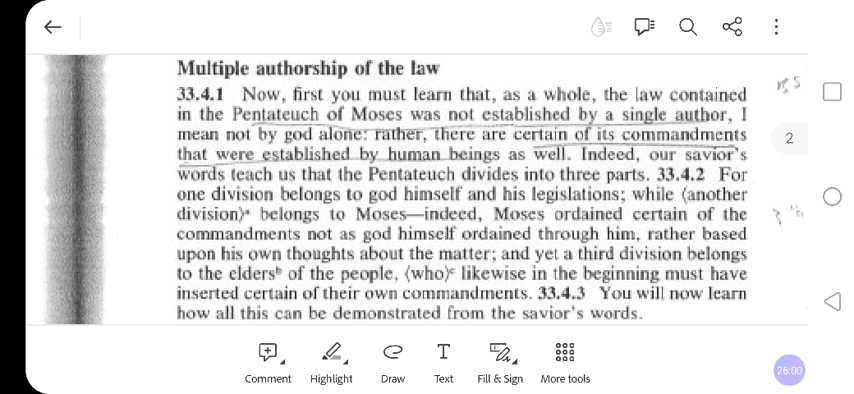 Multiple authorship of the law
33.4.1 Now, first you must learn that, as a whole, the law contained
in the Pentateuch of Moses was not established by a single author, I
mean not by god alone: rather, there are certain of its commandments
that were established by human beings as well. Indeed, our savior's
words teach us that the Pentateuch divides into three parts. 33.4.2 For
one division belongs to god himself and his legislations; while ⟨another
division⟩ᵃ belongs to Moses—indeed, Moses ordained certain of the
commandments not as god himself ordained through him, rather based
upon his own thoughts about the matter; and yet a third division belongs
to the eldersᵇ of the people, ⟨who⟩ᶜ likewise in the beginning must have
inserted certain of their own commandments. 33.4.3 You will now learn
how all this can be demonstrated from the savior's words.
2
Comment
Highlight
Draw
Text
Fill & Sign
More tools
26:00